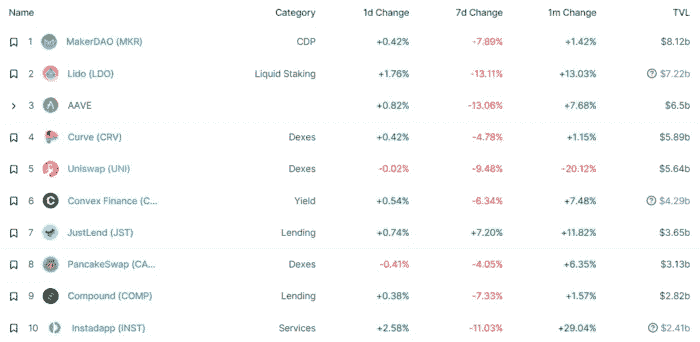 Name Category 1d Change 7d Change 1m Change TVL
1 MakerDAO (MKR) CDP +0.42% -7.89% +1.42% $8.12b
2 Lido (LDO) Liquid Staking +1.76% -13.11% +13.03% $7.22b
3 AAVE +0.82% -13.06% +7.68% $6.5b
4 Curve (CRV) Dexes +0.42% -4.78% +1.15% $5.89b
5 Uniswap (UNI) Dexes -0.02% -9.48% -20.12% $5.64b
6 Convex Finance (C... Yield +0.54% -6.34% +7.48% $4.29b
7 JustLend (JST) Lending +0.74% +7.20% +11.82% $3.65b
8 PancakeSwap (CA... Dexes -0.41% -4.05% +6.35% $3.13b
9 Compound (COMP) Lending +0.38% -7.33% +1.57% $2.82b
10 Instadapp (INST) Services +2.58% -11.03% +29.04% $2.41b